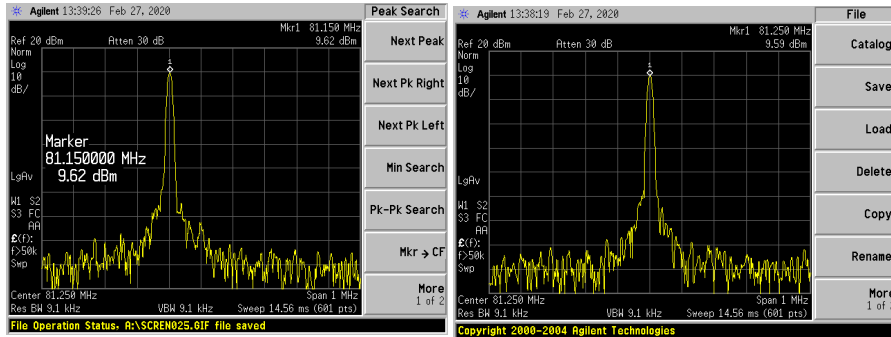 Agilent 13:39:26 Feb 27, 2020
Peak Search
Mkr1 81.150 MHz
Ref 20 dBm Atten 30 dB 9.62 dBm
Norm
Log
10
dB/
1
Marker
81.150000 MHz
9.62 dBm
LgAv
W1 S2
S3 FC
AA
£(f):
f>50k
Swp
Center 81.250 MHz Span 1 MHz
Res BW 9.1 kHz VBW 9.1 kHz Sweep 14.56 ms (601 pts)
File Operation Status, A:\SCREN025.GIF file saved
Next Peak
Next Pk Right
Next Pk Left
Min Search
Pk-Pk Search
Mkr → CF
More
1 of 2
Agilent 13:38:19 Feb 27, 2020
File
Mkr1 81.250 MHz
Ref 20 dBm Atten 30 dB 9.59 dBm
Norm
Log
10
dB/
1
LgAv
W1 S2
S3 FC
AA
£(f):
f>50k
Swp
Center 81.250 MHz Span 1 MHz
Res BW 9.1 kHz VBW 9.1 kHz Sweep 14.56 ms (601 pts)
Copyright 2000-2004 Agilent Technologies
Catalog
Save
Load
Delete
Copy
Rename
More
1 of